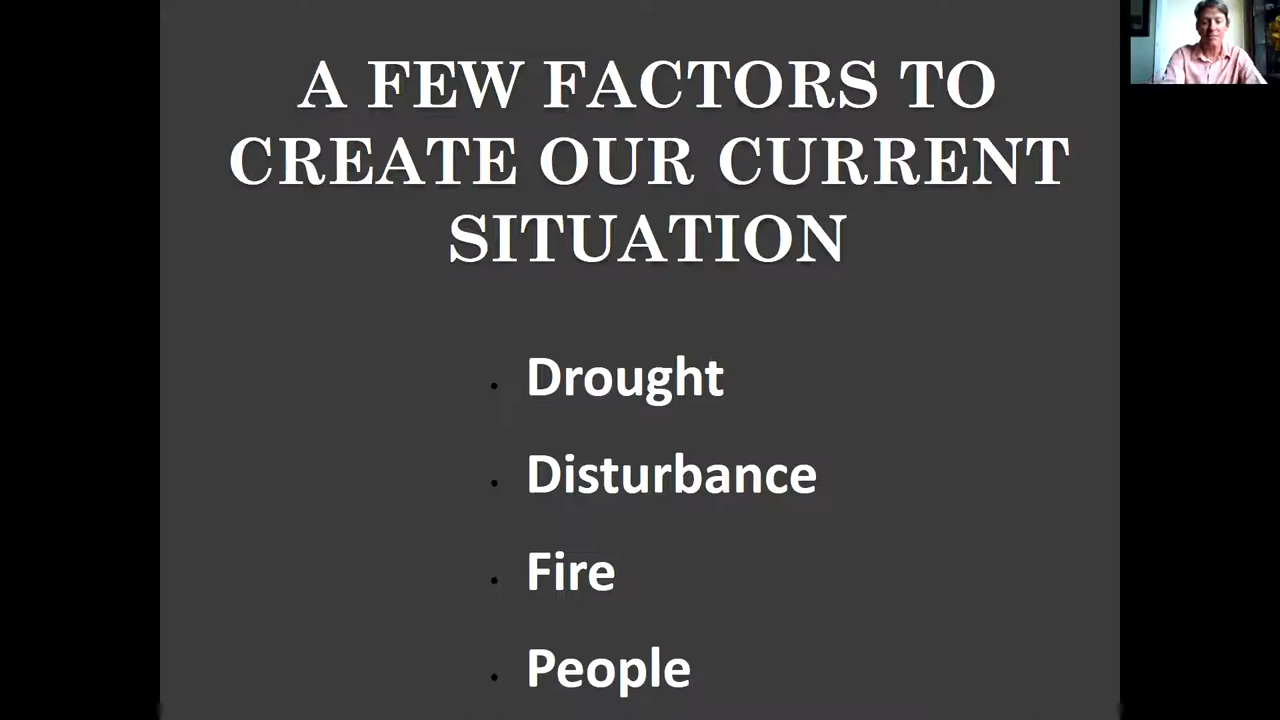 A FEW FACTORS TO
CREATE OUR CURRENT
SITUATION
• Drought
• Disturbance
• Fire
• People